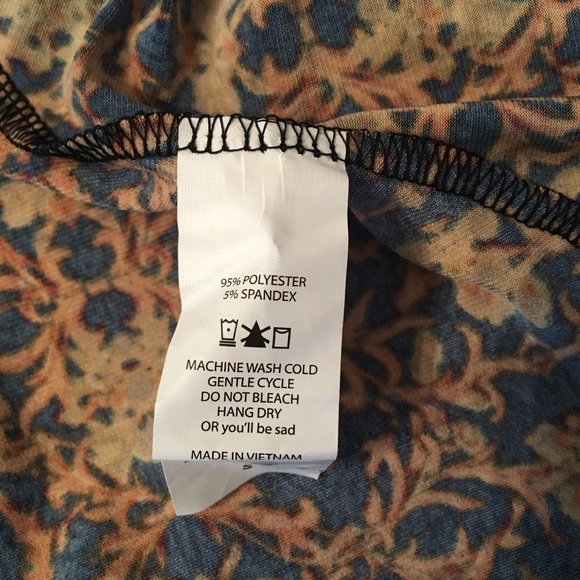 95% POLYESTER
5% SPANDEX
MACHINE WASH COLD
GENTLE CYCLE
DO NOT BLEACH
HANG DRY
OR you'll be sad
MADE IN VIETNAM